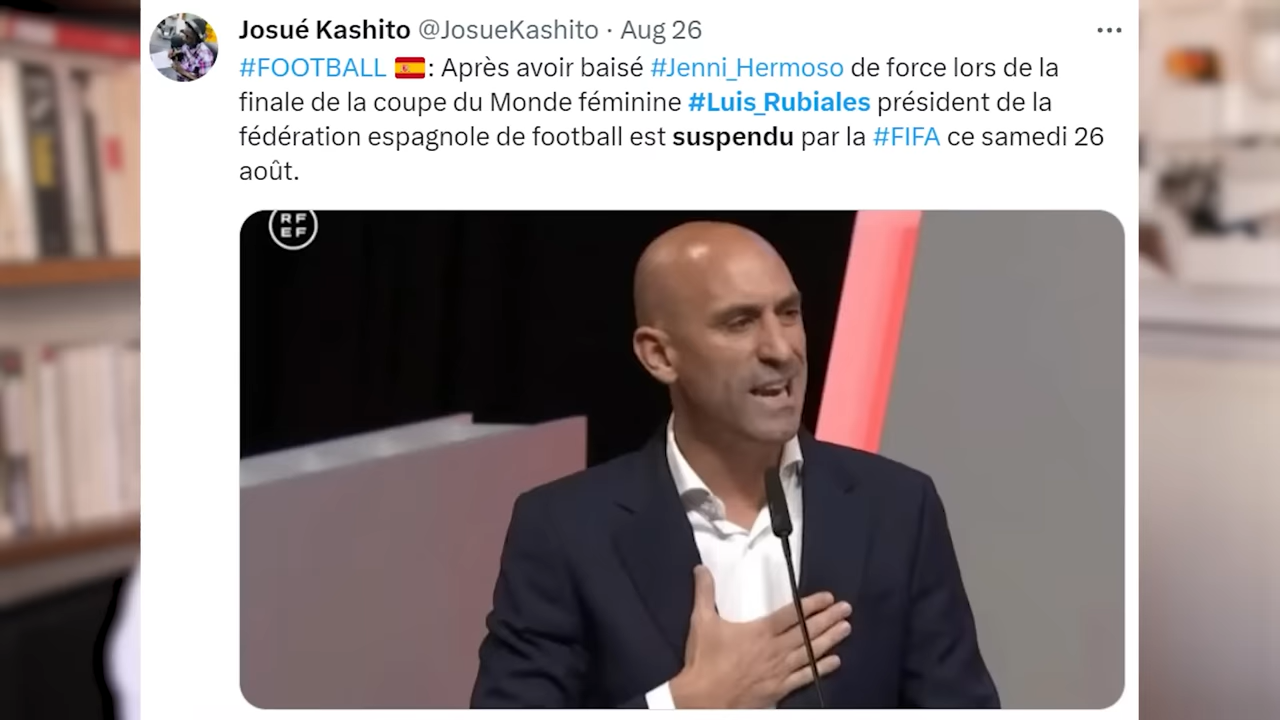 Josué Kashito @JosueKashito · Aug 26
#FOOTBALL 🇪🇸: Après avoir baisé #Jenni_Hermoso de force lors de la
finale de la coupe du Monde féminine #Luis_Rubiales président de la
fédération espagnole de football est suspendu par la #FIFA ce samedi 26
août.
RF
EF